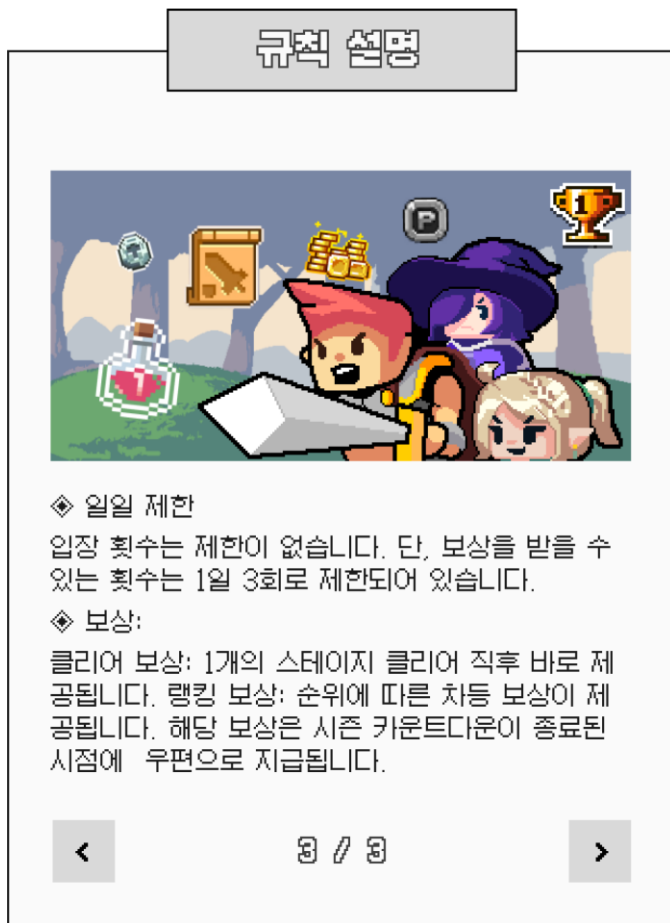 규칙 설명
P
1
1
◈ 일일 제한
입장 횟수는 제한이 없습니다. 단, 보상을 받을 수
있는 횟수는 1일 3회로 제한되어 있습니다.
◈ 보상:
클리어 보상: 1개의 스테이지 클리어 직후 바로 제
공됩니다. 랭킹 보상: 순위에 따른 차등 보상이 제
공됩니다. 해당 보상은 시즌 카운트다운이 종료된
시점에  우편으로 지급됩니다.
< 3 / 3 >